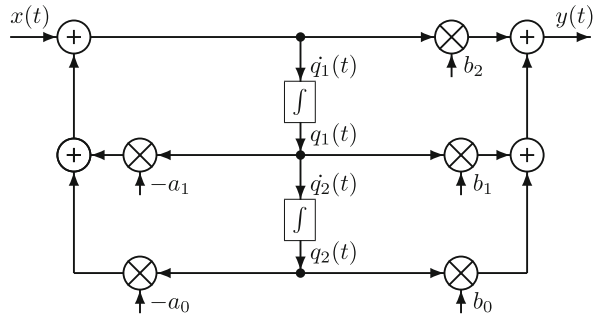 x(t) y(t)
+ × +
q̇₁(t) b₂
∫
q₁(t)
+ × × +
−a₁ q̇₂(t) b₁
∫
q₂(t)
× ×
−a₀ b₀